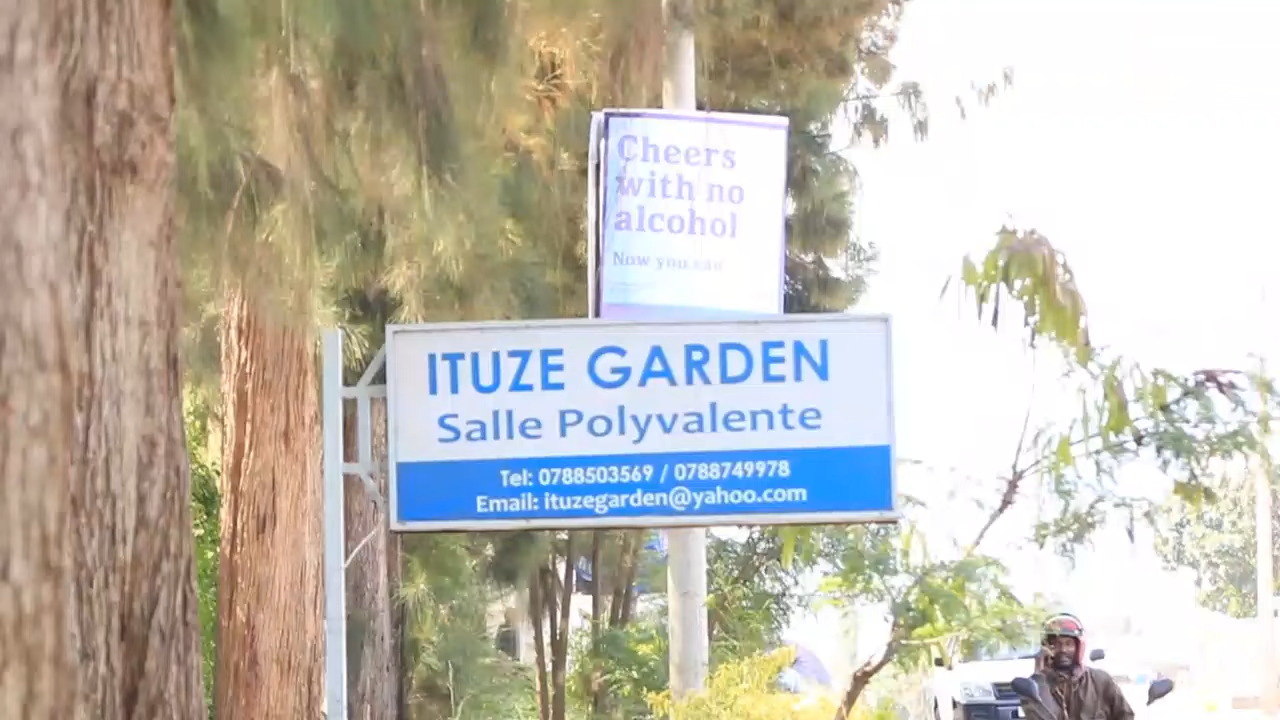 Cheers
with no
alcohol
Now you can
ITUZE GARDEN
Salle Polyvalente
Tel: 0788503569 / 0788749978
Email: ituzegarden@yahoo.com